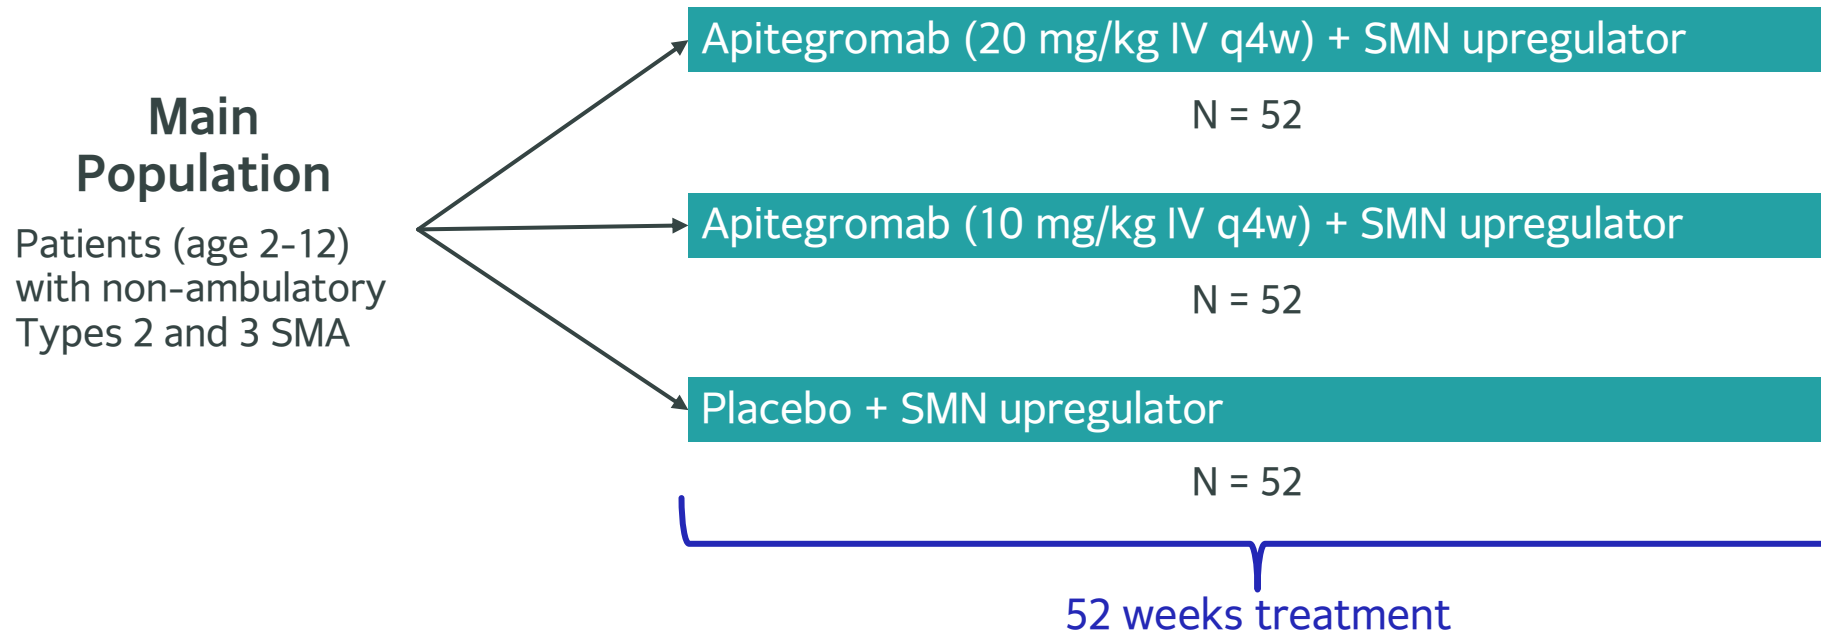 Main
Population
Patients (age 2-12)
with non-ambulatory
Types 2 and 3 SMA
Apitegromab (20 mg/kg IV q4w) + SMN upregulator
N = 52
Apitegromab (10 mg/kg IV q4w) + SMN upregulator
N = 52
Placebo + SMN upregulator
N = 52
52 weeks treatment